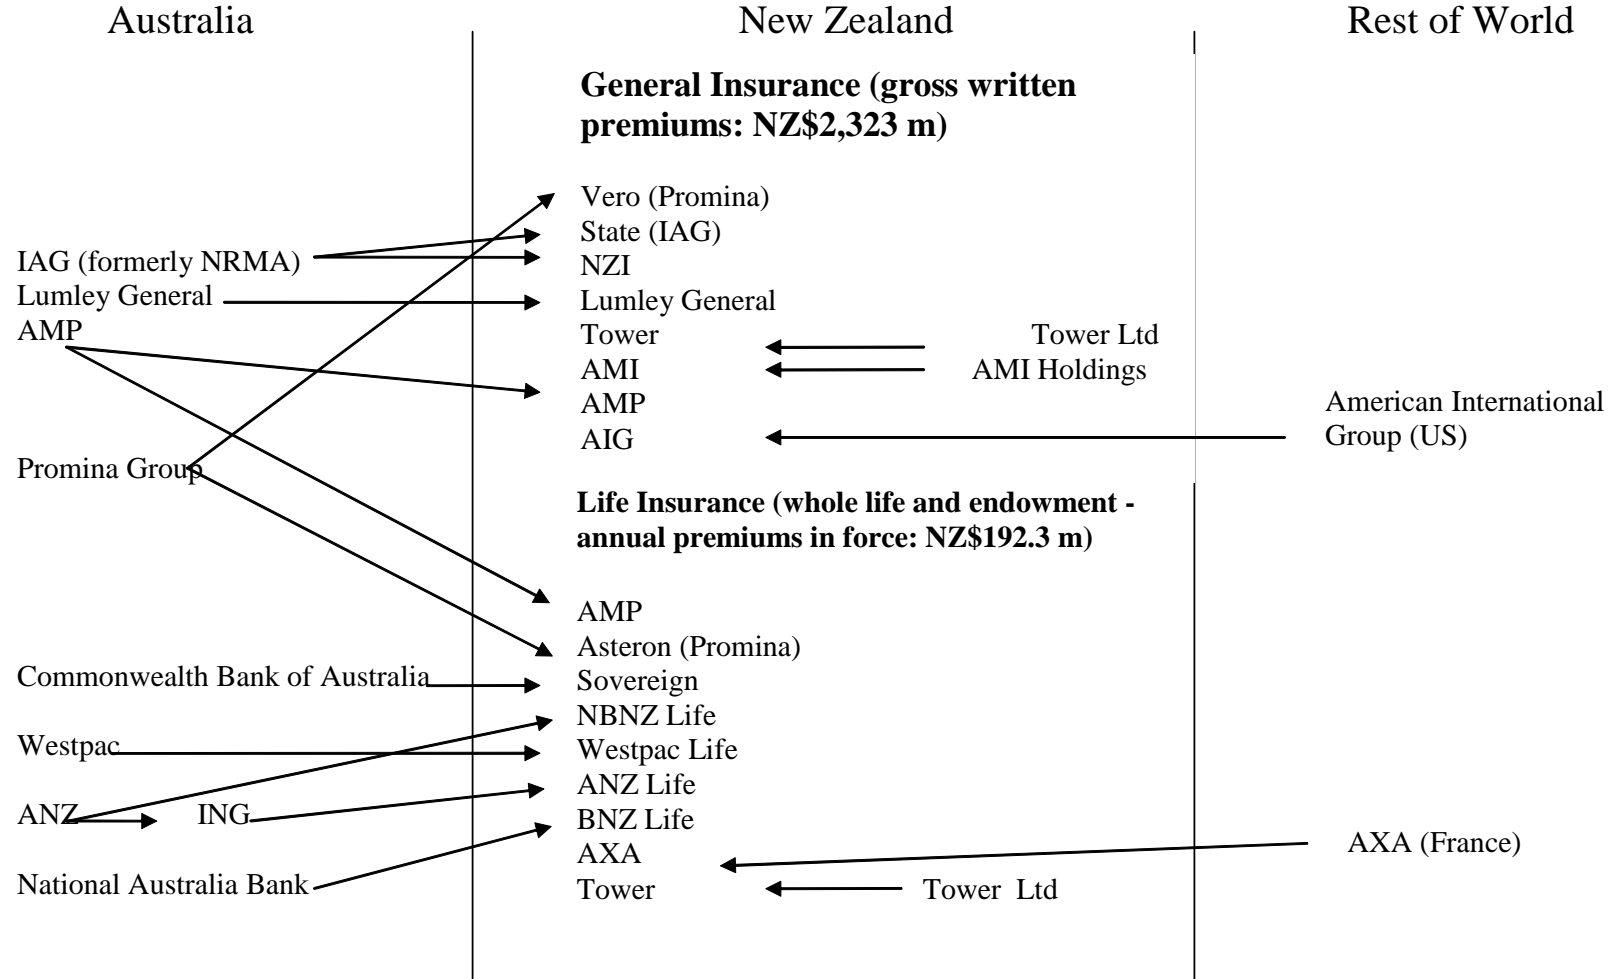 Australia
New Zealand
Rest of World
General Insurance (gross written
premiums: NZ$2,323 m)
Vero (Promina)
State (IAG)
IAG (formerly NRMA)
NZI
Lumley General
Lumley General
AMP
Tower
Tower Ltd
AMI
AMI Holdings
AMP
American International
Group (US)
AIG
Promina Group
Life Insurance (whole life and endowment -
annual premiums in force: NZ$192.3 m)
AMP
Asteron (Promina)
Commonwealth Bank of Australia
Sovereign
NBNZ Life
Westpac
Westpac Life
ANZ Life
ANZ
ING
BNZ Life
AXA
AXA (France)
National Australia Bank
Tower
Tower Ltd